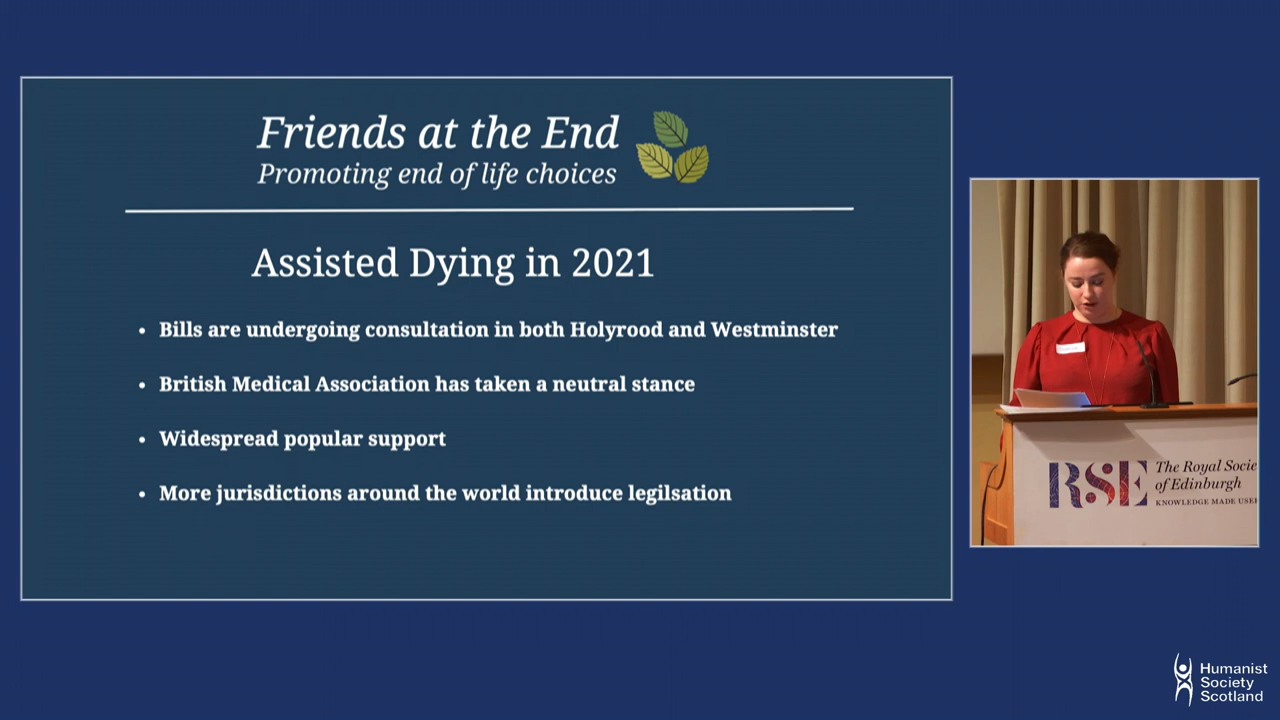 Friends at the End
Promoting end of life choices
Assisted Dying in 2021
• Bills are undergoing consultation in both Holyrood and Westminster
• British Medical Association has taken a neutral stance
• Widespread popular support
• More jurisdictions around the world introduce legilsation
RSE
The Royal Socie
of Edinburgh
KNOWLEDGE MADE USEF
Humanist
Society
Scotland